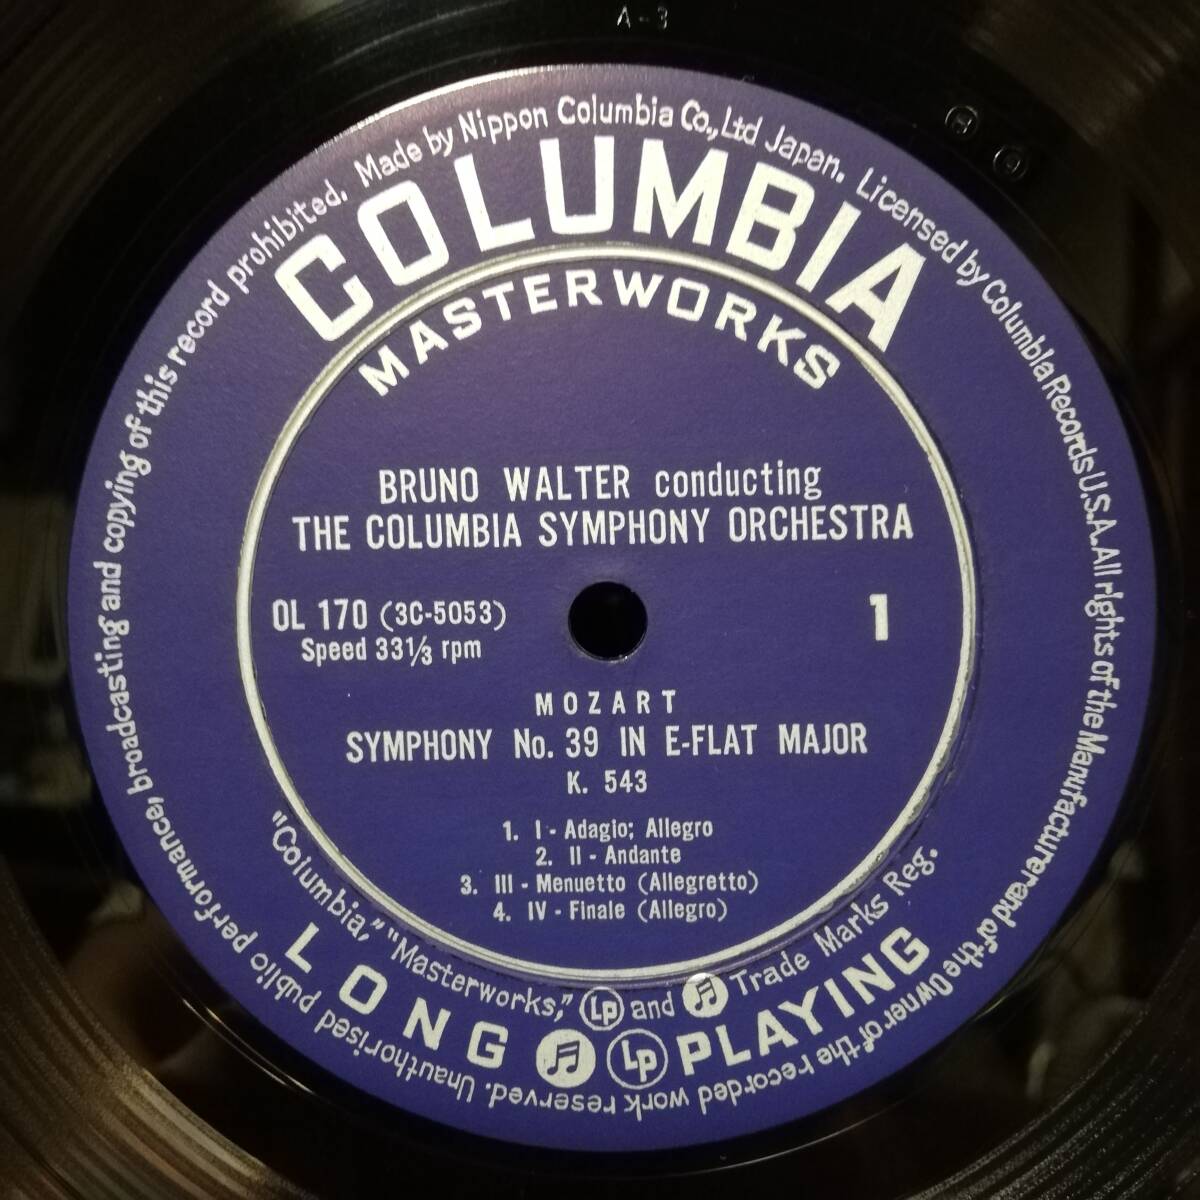 A-3
Made by Nippon Columbia Co., Ltd Japan. Licensed by Columbia Records U.S.A. All rights of the Manufacturer and of the Owner of the recorded work reserved. Unauthorised public performance, broadcasting and copying of this record prohibited.
COLUMBIA
MASTERWORKS
BRUNO WALTER conducting
THE COLUMBIA SYMPHONY ORCHESTRA
OL 170 (3C-5053)
Speed 33 1/3 rpm
1
MOZART
SYMPHONY No. 39 IN E-FLAT MAJOR
K. 543
1. I - Adagio; Allegro
2. II - Andante
3. III - Menuetto (Allegretto)
4. IV - Finale (Allegro)
"Columbia," "Masterworks," Lp and Trade Marks Reg.
LONG Lp PLAYING